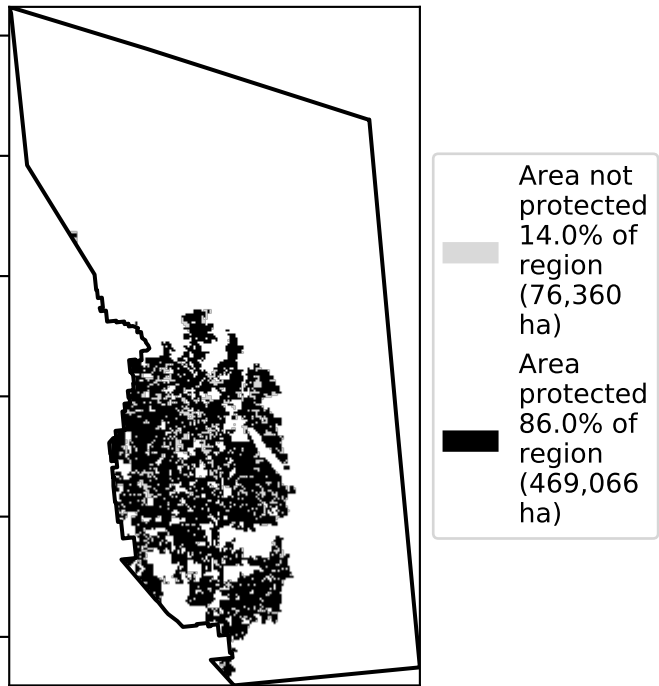 Area not
protected
14.0% of
region
(76,360
ha)
Area
protected
86.0% of
region
(469,066
ha)